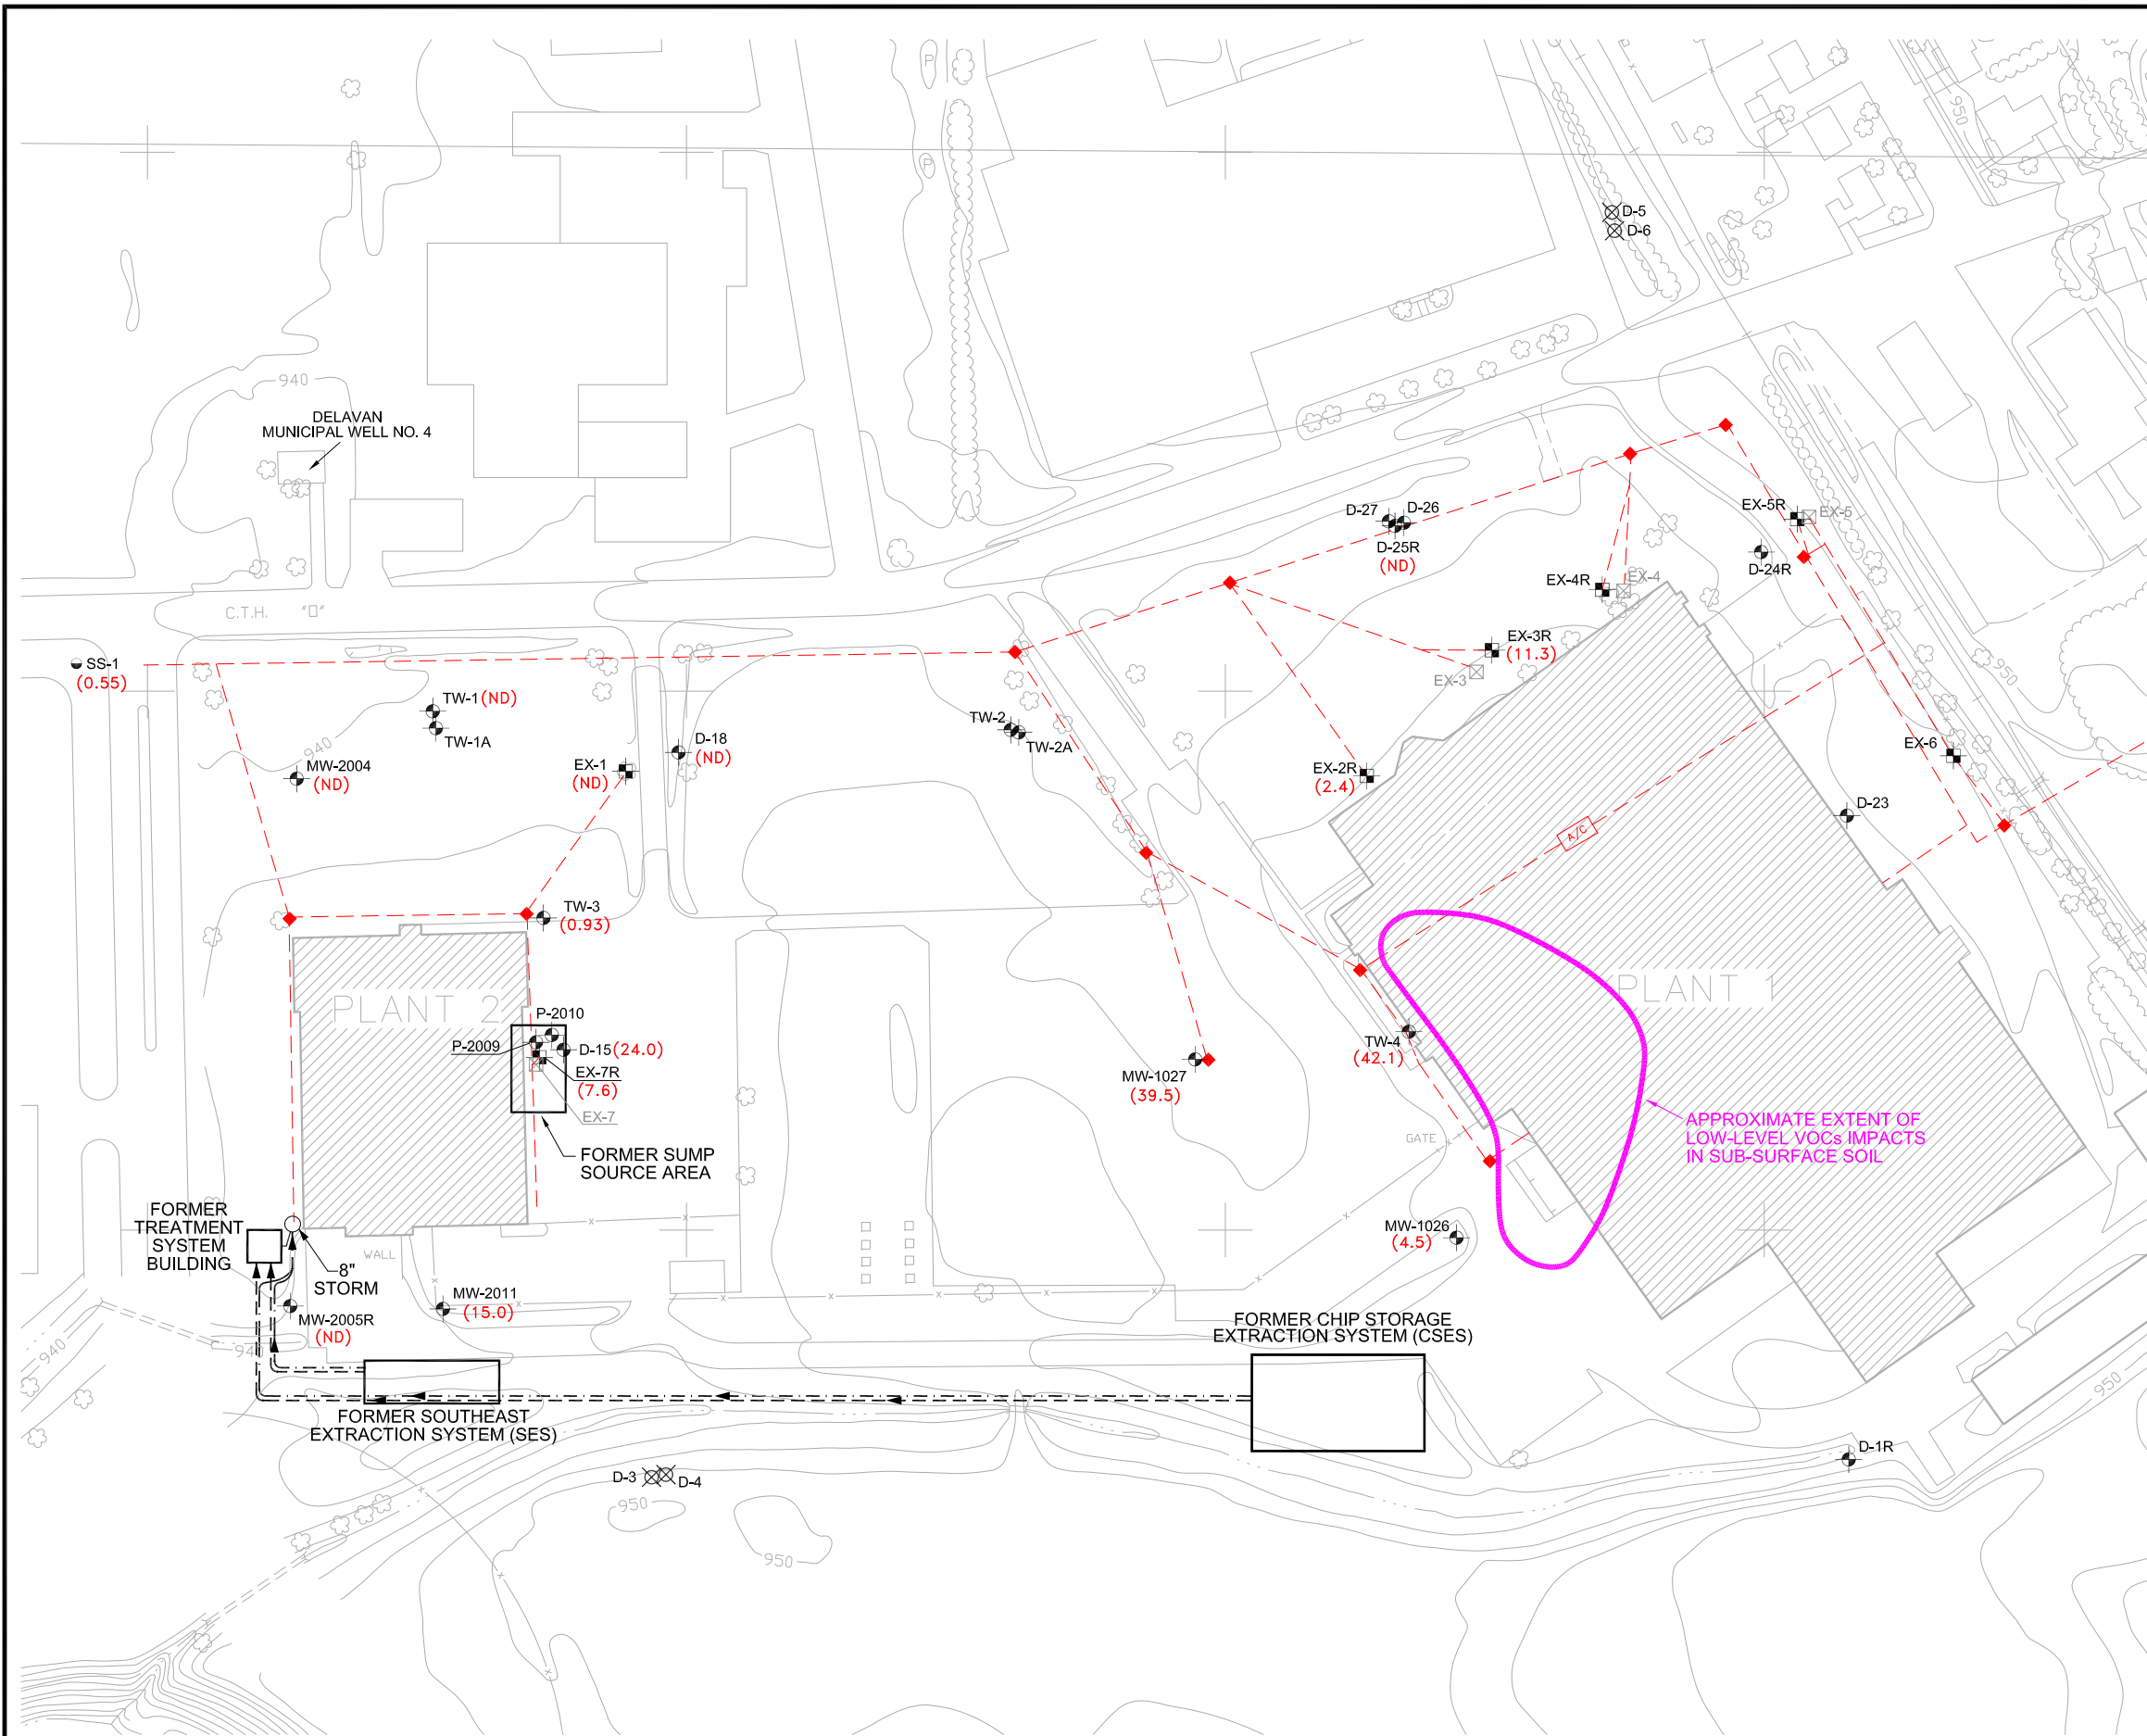 P
P
950
D-5
D-6
940
DELAVAN
MUNICIPAL WELL NO. 4
D-27
D-26
D-25R
(ND)
EX-5R
EX-5
D-24R
EX-4R
EX-4
C.T.H. "O"
SS-1
(0.55)
EX-3R
(11.3)
EX-3
950
TW-1 (ND)
TW-1A
940
D-18
(ND)
TW-2
TW-2A
MW-2004
(ND)
EX-1
(ND)
EX-2R
(2.4)
EX-6
D-23
A/C
TW-3
(0.93)
PLANT 2
PLANT 1
P-2010
P-2009
D-15 (24.0)
EX-7R
(7.6)
EX-7
TW-4
(42.1)
MW-1027
(39.5)
FORMER SUMP
SOURCE AREA
GATE
APPROXIMATE EXTENT OF
LOW-LEVEL VOCs IMPACTS
IN SUB-SURFACE SOIL
FORMER
TREATMENT
SYSTEM
BUILDING
WALL
8"
STORM
MW-1026
(4.5)
MW-2011
(15.0)
MW-2005R
(ND)
940
940
FORMER CHIP STORAGE
EXTRACTION SYSTEM (CSES)
950
FORMER SOUTHEAST
EXTRACTION SYSTEM (SES)
D-1R
D-3
D-4
950
950